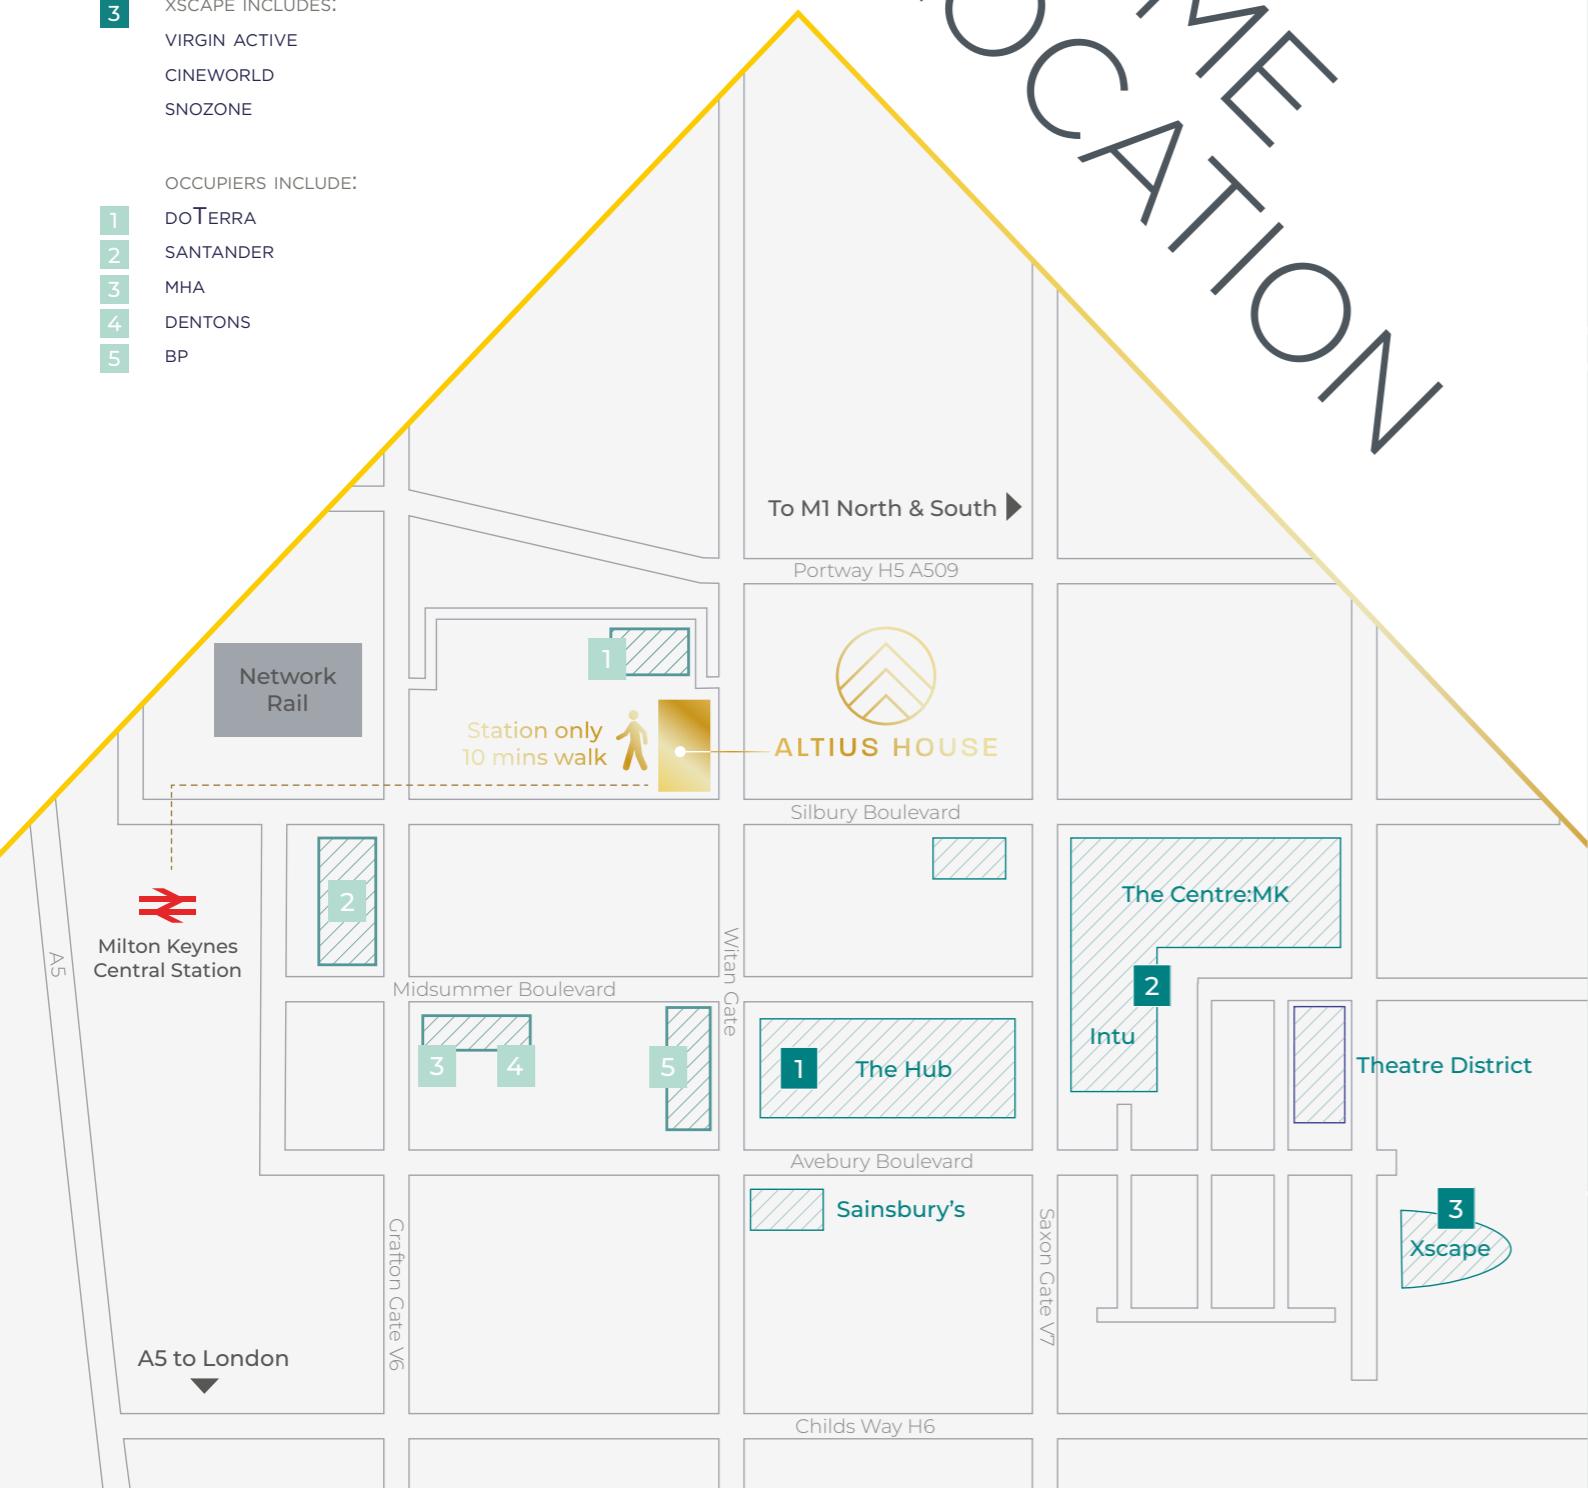 3
XSCAPE INCLUDES:
VIRGIN ACTIVE
CINEWORLD
SNOZONE
OCCUPIERS INCLUDE:
1 DOTERRA
2 SANTANDER
3 MHA
4 DENTONS
5 BP
ME
OCATION
To M1 North & South
Portway H5 A509
Network
Rail
1
Station only
10 mins walk
ALTIUS HOUSE
Silbury Boulevard
2
The Centre:MK
Milton Keynes
Central Station
A5
Witan Gate
Midsummer Boulevard
2
Intu
3
4
5
1
The Hub
Theatre District
Avebury Boulevard
Sainsbury's
3
Xscape
Grafton Gate V6
Saxon Gate V7
A5 to London
Childs Way H6